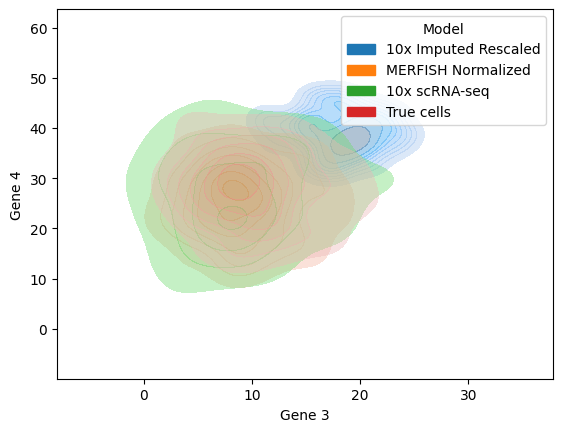 Model
10x Imputed Rescaled
MERFISH Normalized
10x scRNA-seq
True cells
60
50
40
30
20
10
0
Gene 4
0
10
20
30
Gene 3